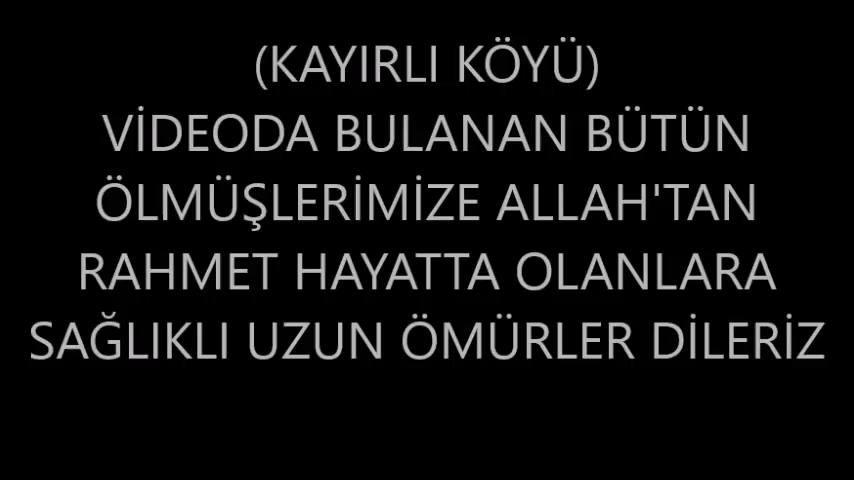 (KAYIRLI KÖYÜ)
VİDEODA BULANAN BÜTÜN
ÖLMÜŞLERİMİZE ALLAH'TAN
RAHMET HAYATTA OLANLARA
SAĞLIKLI UZUN ÖMÜRLER DİLERİZ